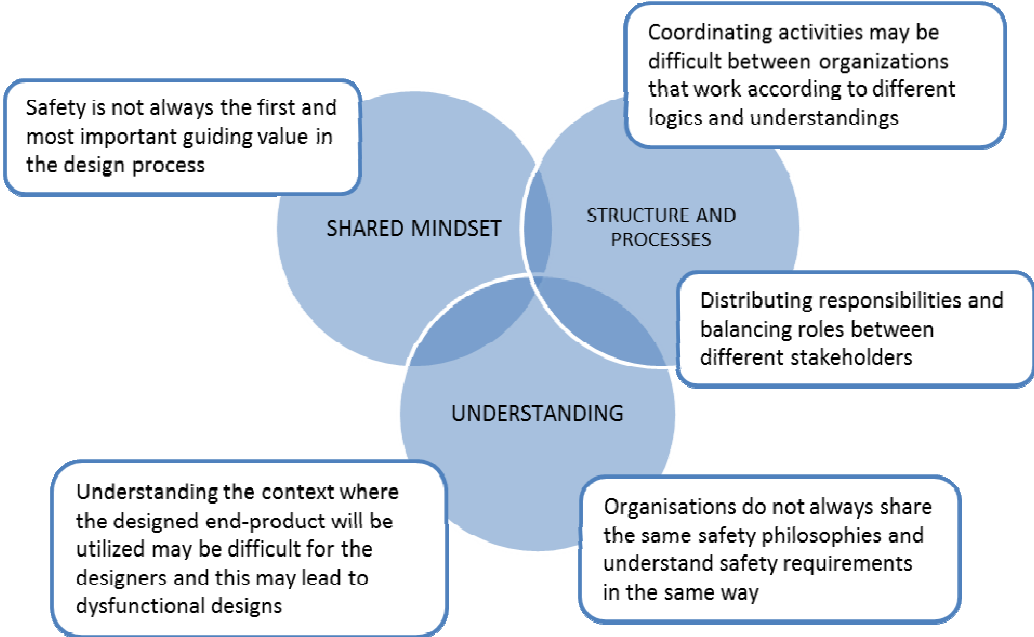 Coordinating activities may be
difficult between organizations
that work according to different
logics and understandings
Safety is not always the first and
most important guiding value in
the design process
SHARED MINDSET
STRUCTURE AND
PROCESSES
Distributing responsibilities and
balancing roles between
different stakeholders
UNDERSTANDING
Understanding the context where
the designed end-product will be
utilized may be difficult for the
designers and this may lead to
dysfunctional designs
Organisations do not always share
the same safety philosophies and
understand safety requirements
in the same way